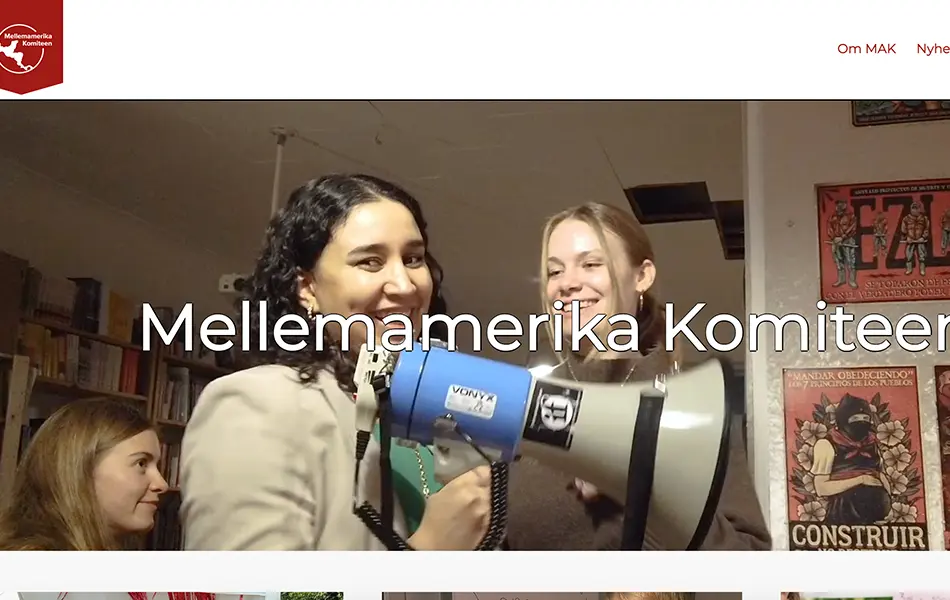 Mellemamerika
Komiteen
Om MAK
Nyhe
EZL
Mellemamerika Komiteen
VONYX
"MANDAR OBEDECIENDO"
LOS 7 PRINCIPIOS DE LOS PUEBLOS
CONSTRUIR